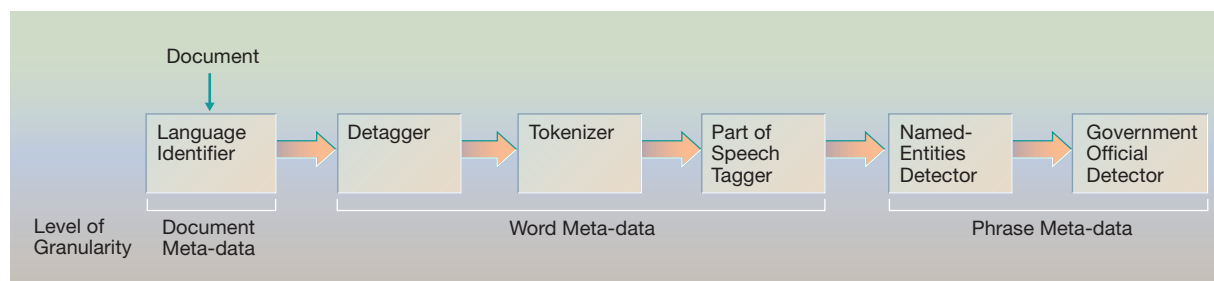 Document
Language
Identifier
Detagger
Tokenizer
Part of
Speech
Tagger
Named-
Entities
Detector
Government
Official
Detector
Level of
Granularity
Document
Meta-data
Word Meta-data
Phrase Meta-data